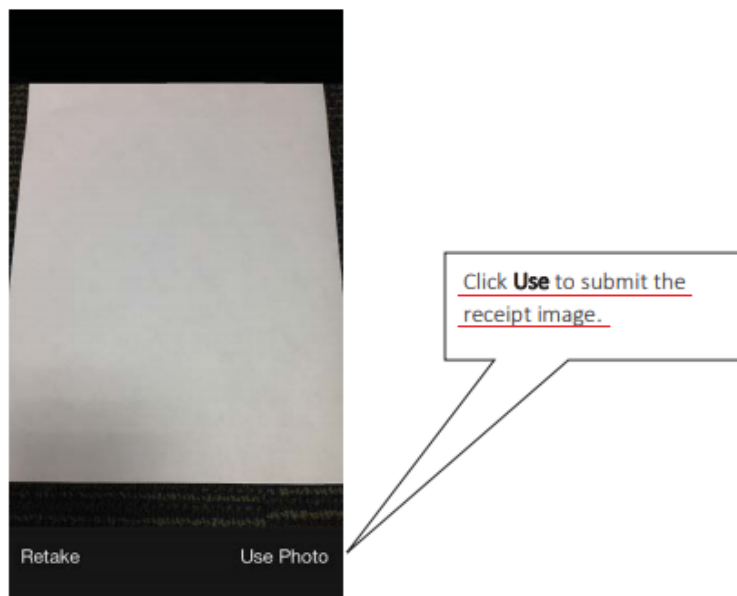 Click Use to submit the
receipt image.
Retake
Use Photo